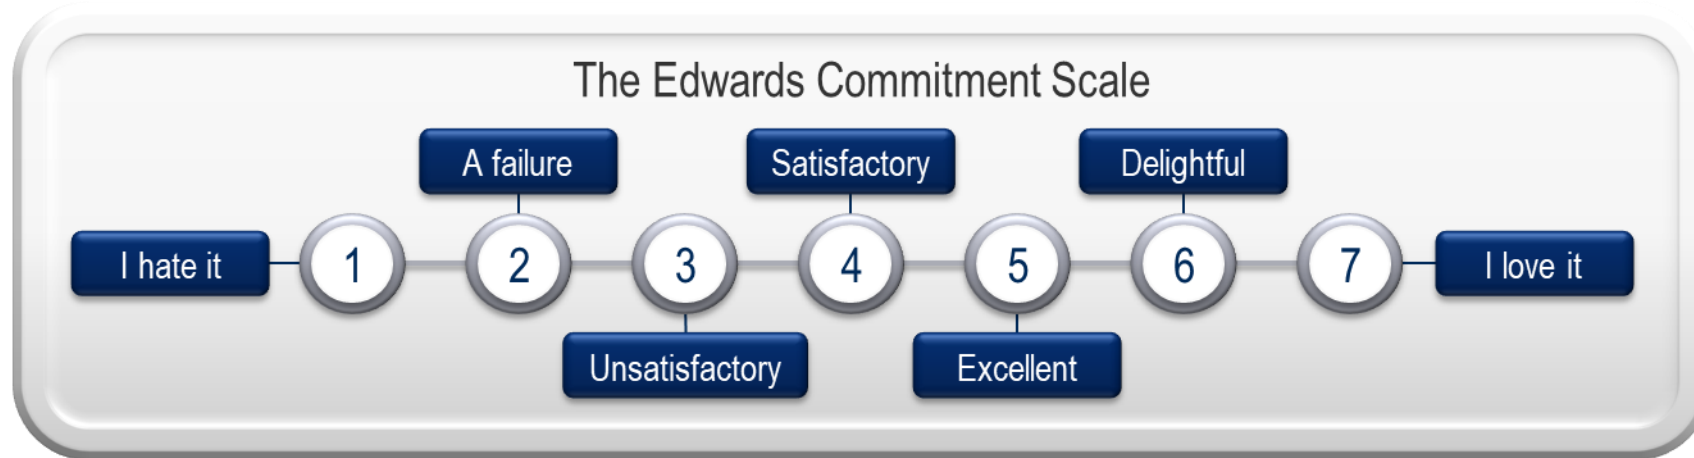 The Edwards Commitment Scale
A failure
Satisfactory
Delightful
I hate it
1
2
3
4
5
6
7
I love it
Unsatisfactory
Excellent